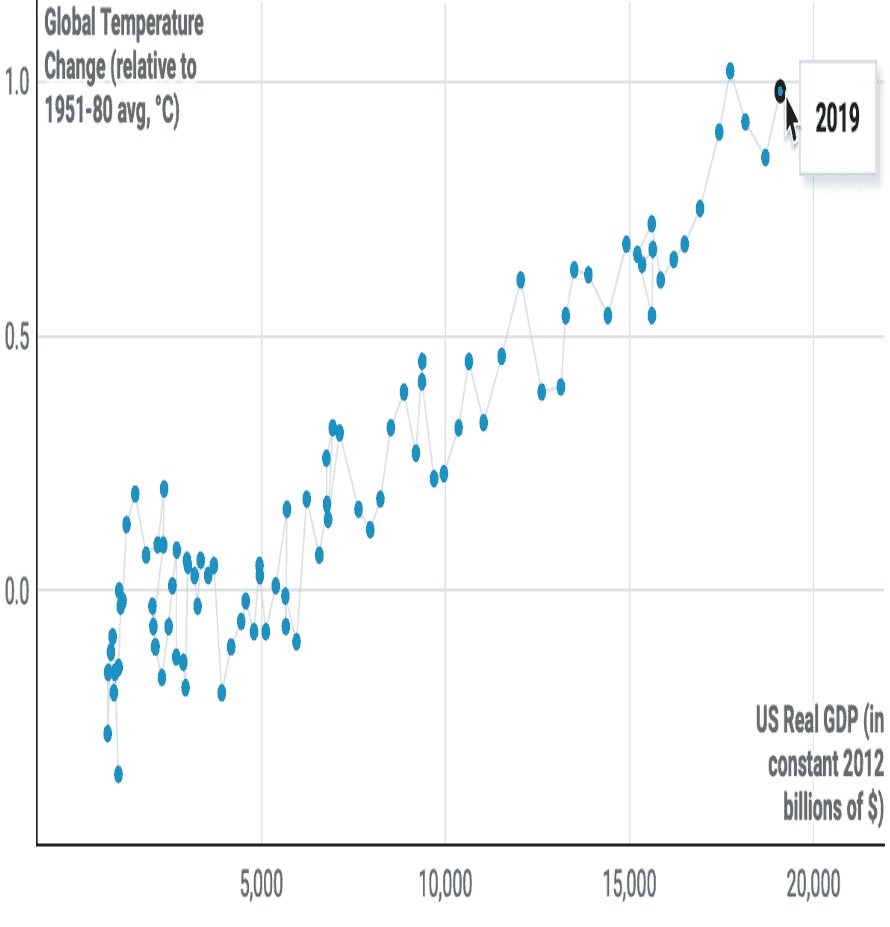 Global Temperature
Change (relative to
1951-80 avg, °C)
1.0
2019
0.5
0.0
US Real GDP (in
constant 2012
billions of $)
5,000 10,000 15,000 20,000